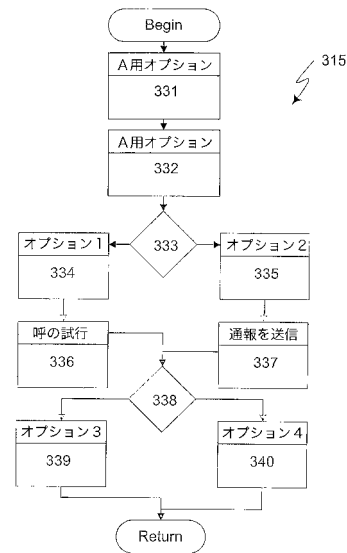 Begin
A用オプション
331
315
A用オプション
332
333
オプション1
334
オプション2
335
呼の試行
336
通報を送信
337
338
オプション3
339
オプション4
340
Return